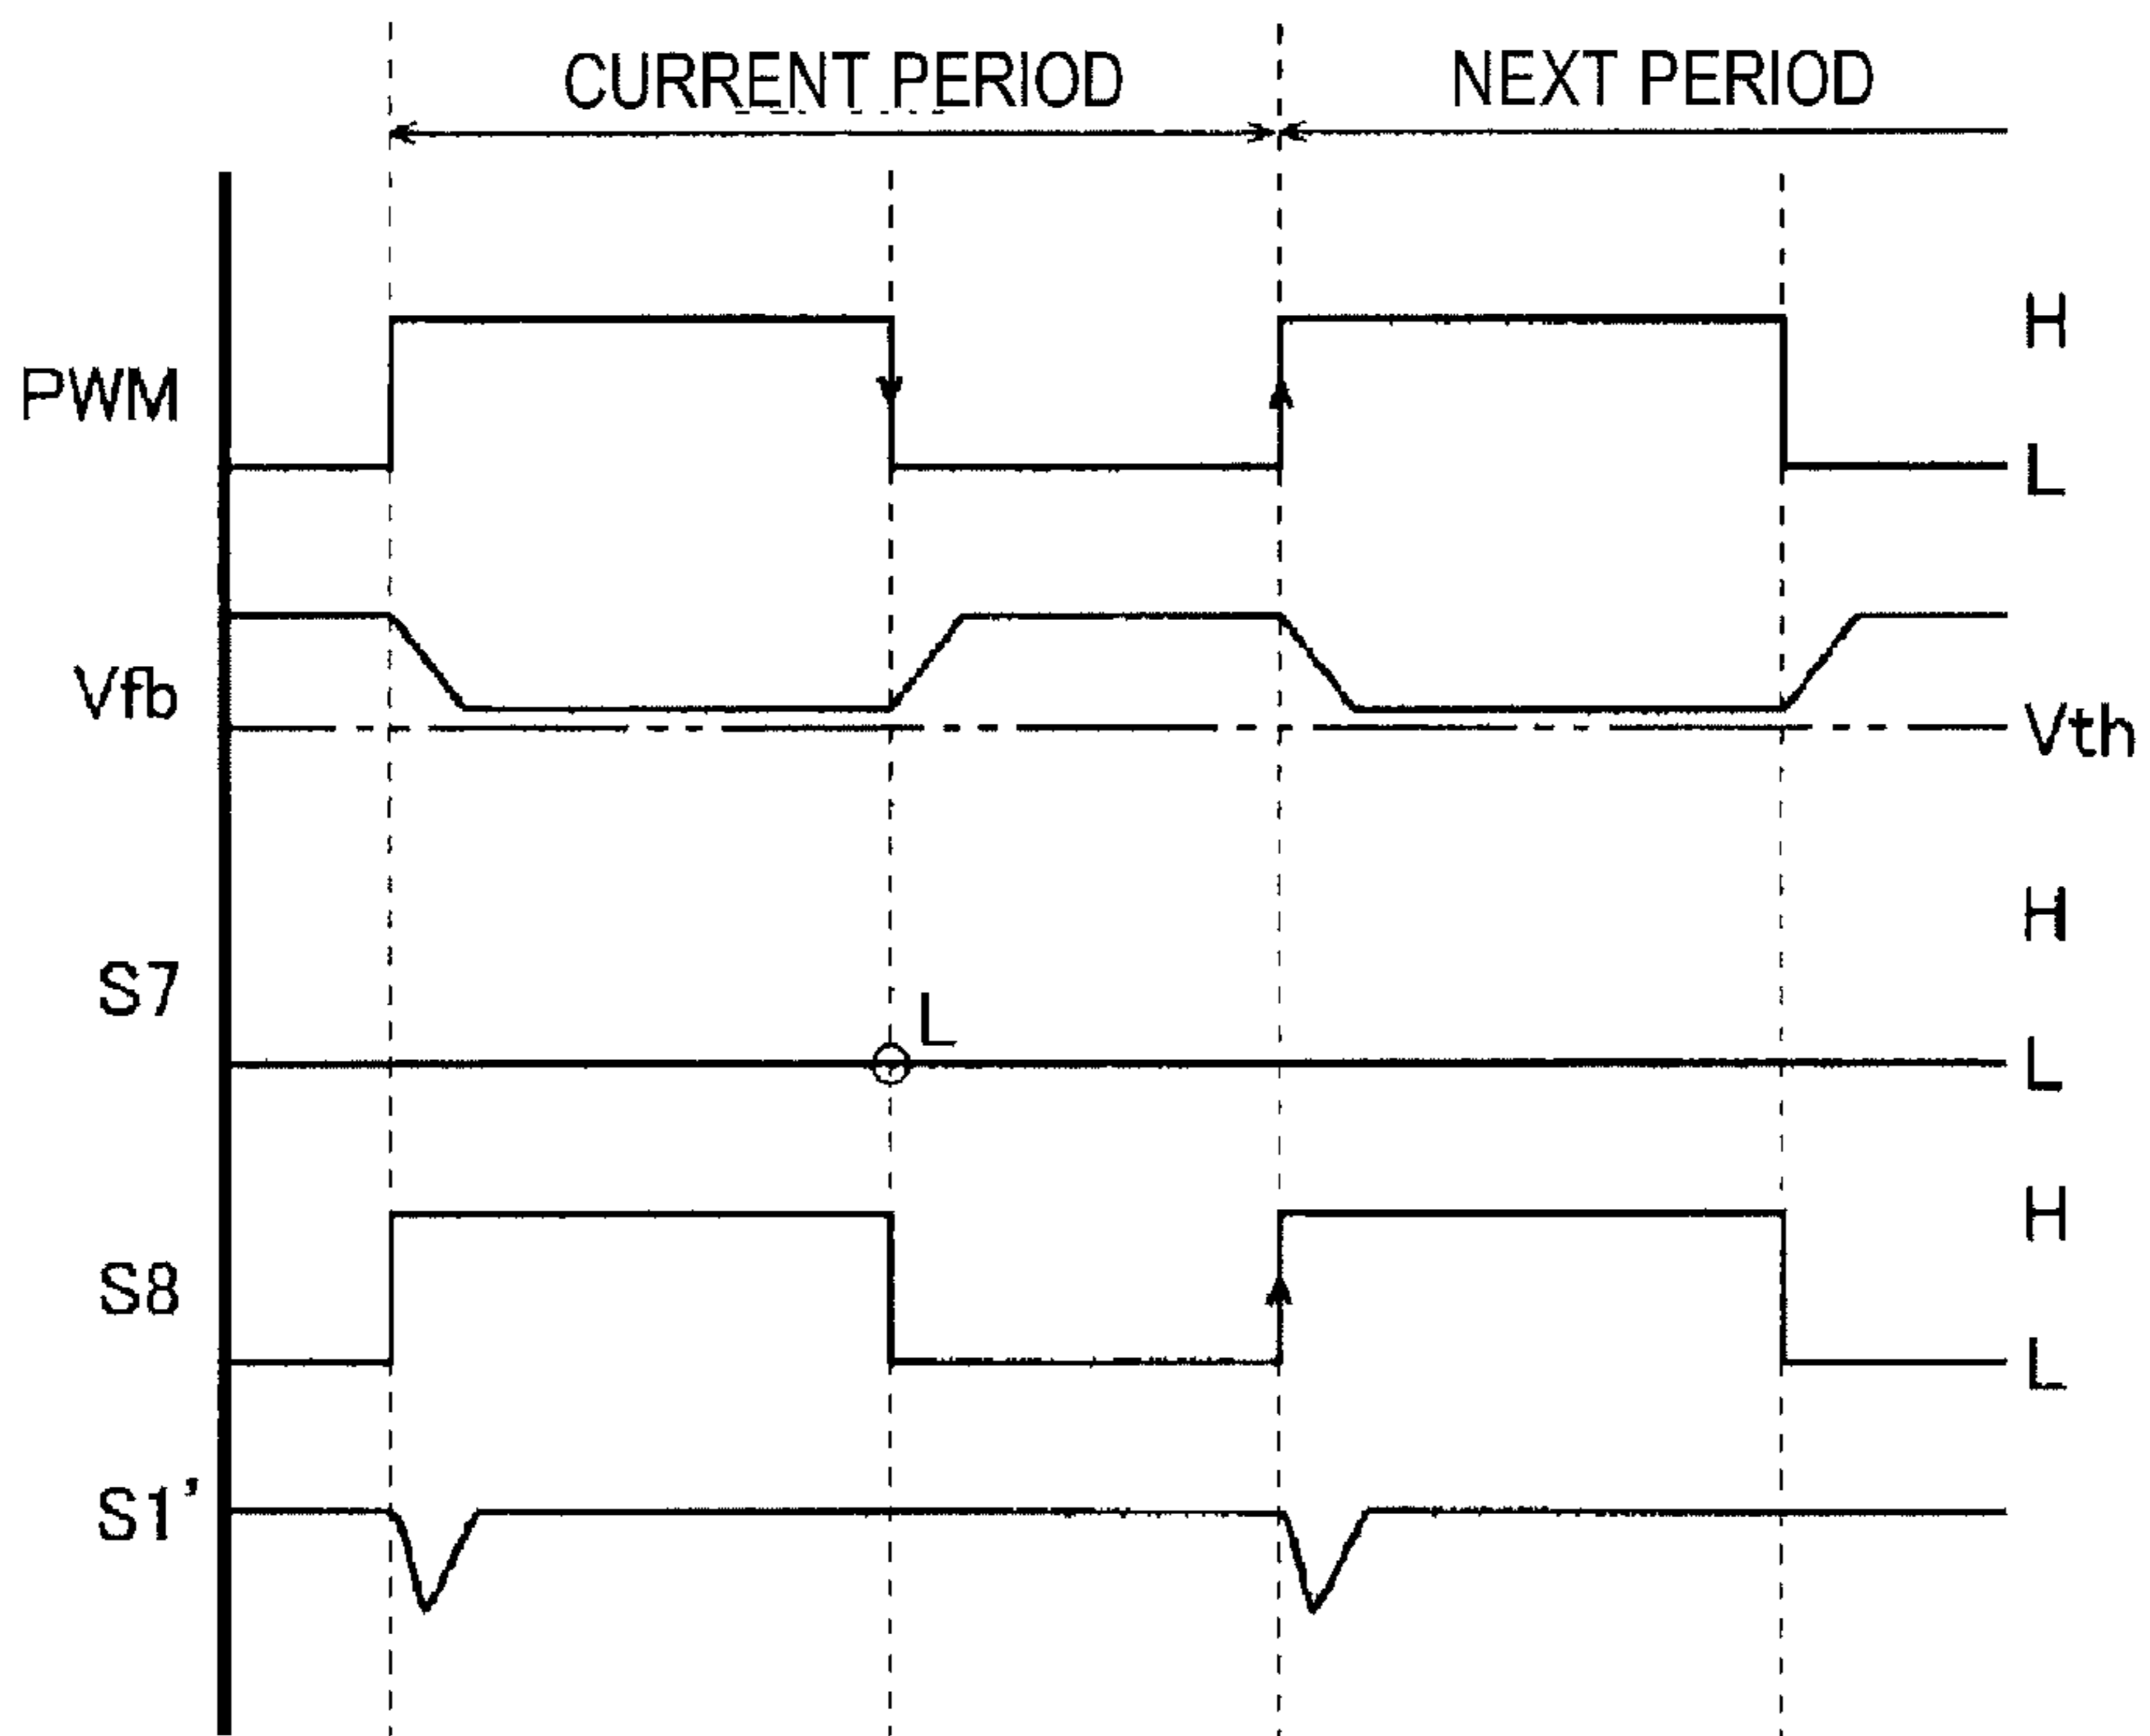 CURRENT PERIOD NEXT PERIOD
H
PWM
L
Vfb
Vth
H
S7
L
L
H
S8
L
S1'